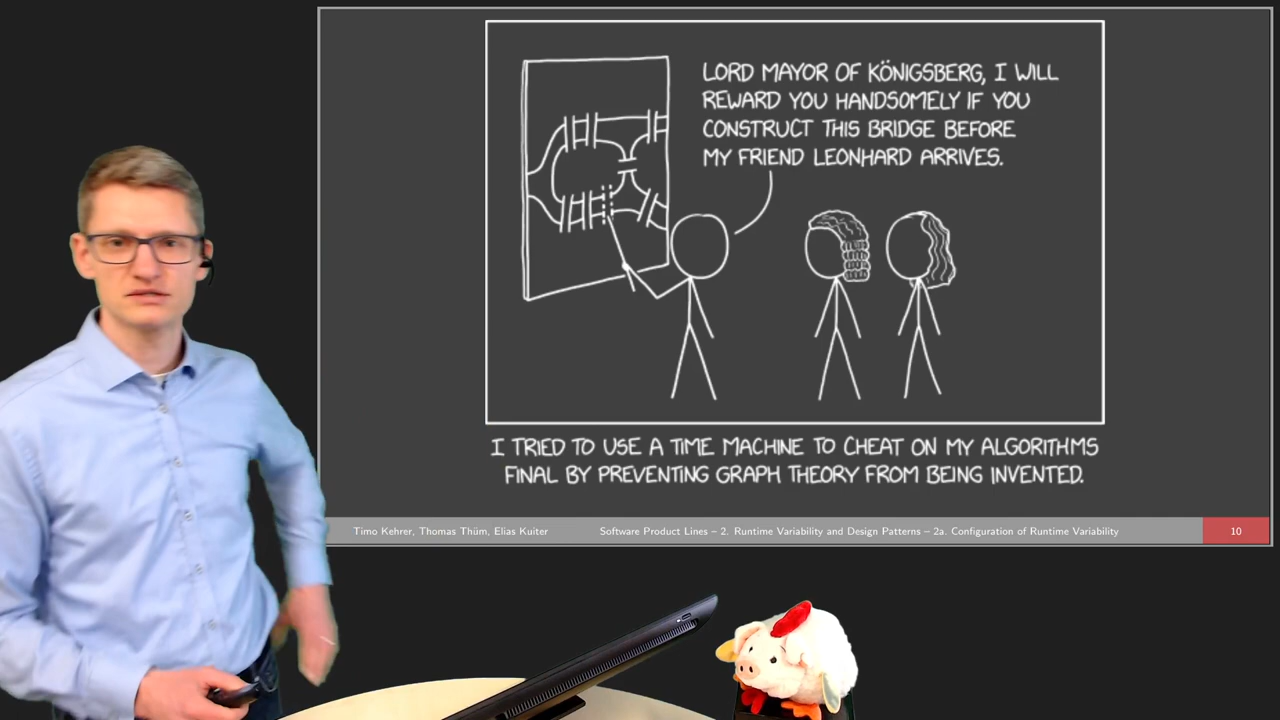 LORD MAYOR OF KÖNIGSBERG, I WILL
REWARD YOU HANDSOMELY IF YOU
CONSTRUCT THIS BRIDGE BEFORE
MY FRIEND LEONHARD ARRIVES.
I TRIED TO USE A TIME MACHINE TO CHEAT ON MY ALGORITHMS
FINAL BY PREVENTING GRAPH THEORY FROM BEING INVENTED.
Timo Kehrer, Thomas Thüm, Elias Kuiter
Software Product Lines – 2. Runtime Variability and Design Patterns – 2a. Configuration of Runtime Variability
10